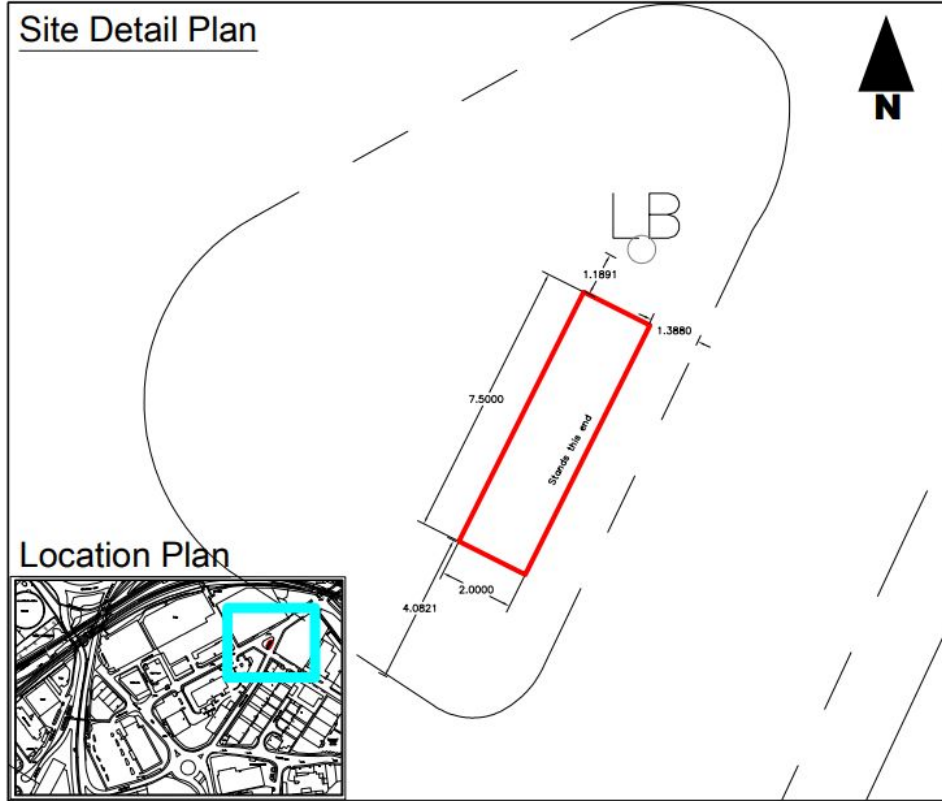 Site Detail Plan
N
LB
1.1891
1.3880
7.5000
Stands this end
Location Plan
2.0000
4.0821